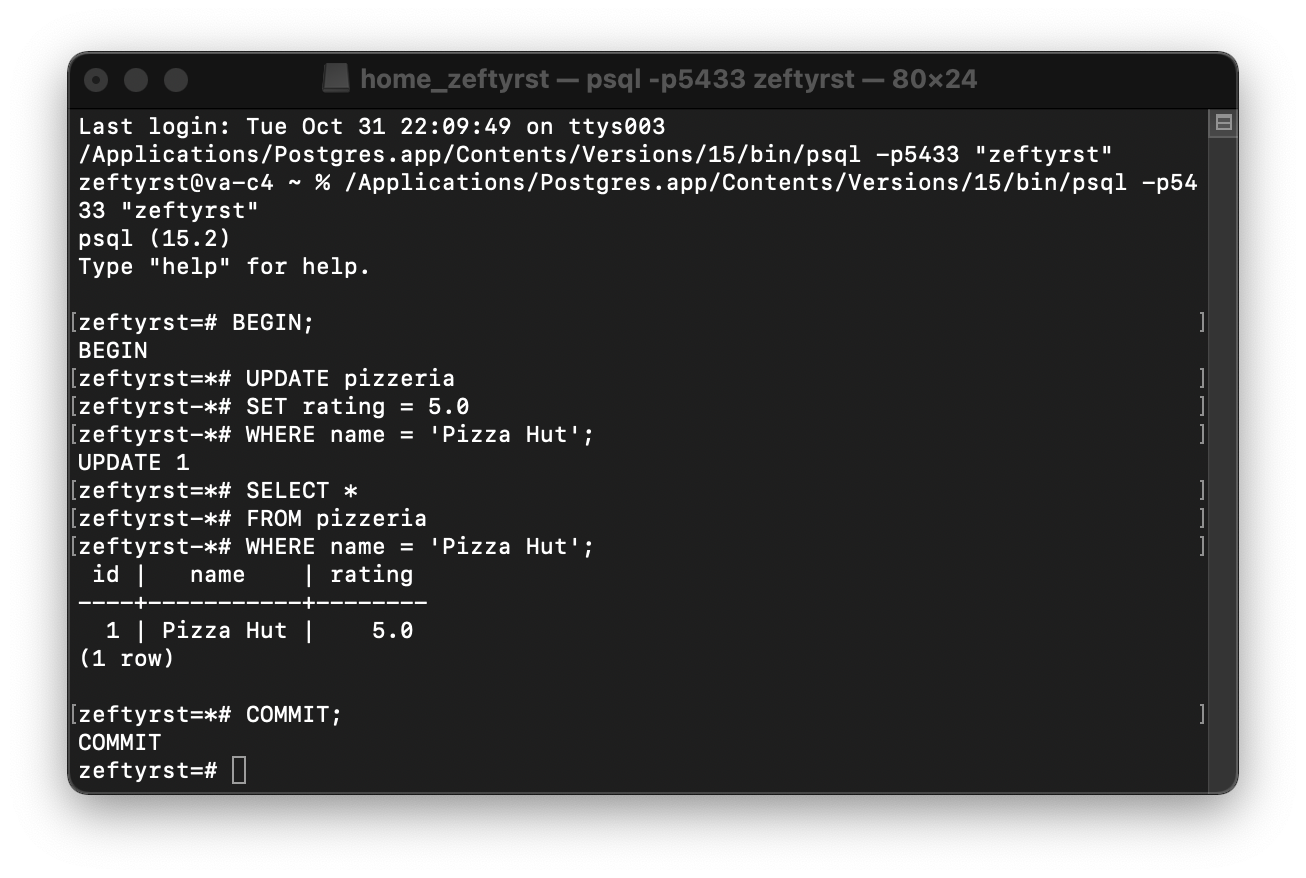 home_zeftyrst — psql -p5433 zeftyrst — 80×24
Last login: Tue Oct 31 22:09:49 on ttys003
/Applications/Postgres.app/Contents/Versions/15/bin/psql -p5433 "zeftyrst"
zeftyrst@va-c4 ~ % /Applications/Postgres.app/Contents/Versions/15/bin/psql -p54
33 "zeftyrst"
psql (15.2)
Type "help" for help.

[zeftyrst=# BEGIN; ]
BEGIN
[zeftyrst=*# UPDATE pizzeria ]
[zeftyrst-*# SET rating = 5.0 ]
[zeftyrst-*# WHERE name = 'Pizza Hut'; ]
UPDATE 1
[zeftyrst=*# SELECT * ]
[zeftyrst-*# FROM pizzeria ]
[zeftyrst-*# WHERE name = 'Pizza Hut'; ]
 id |   name    | rating
----+-----------+--------
  1 | Pizza Hut |    5.0
(1 row)

[zeftyrst=*# COMMIT; ]
COMMIT
zeftyrst=#